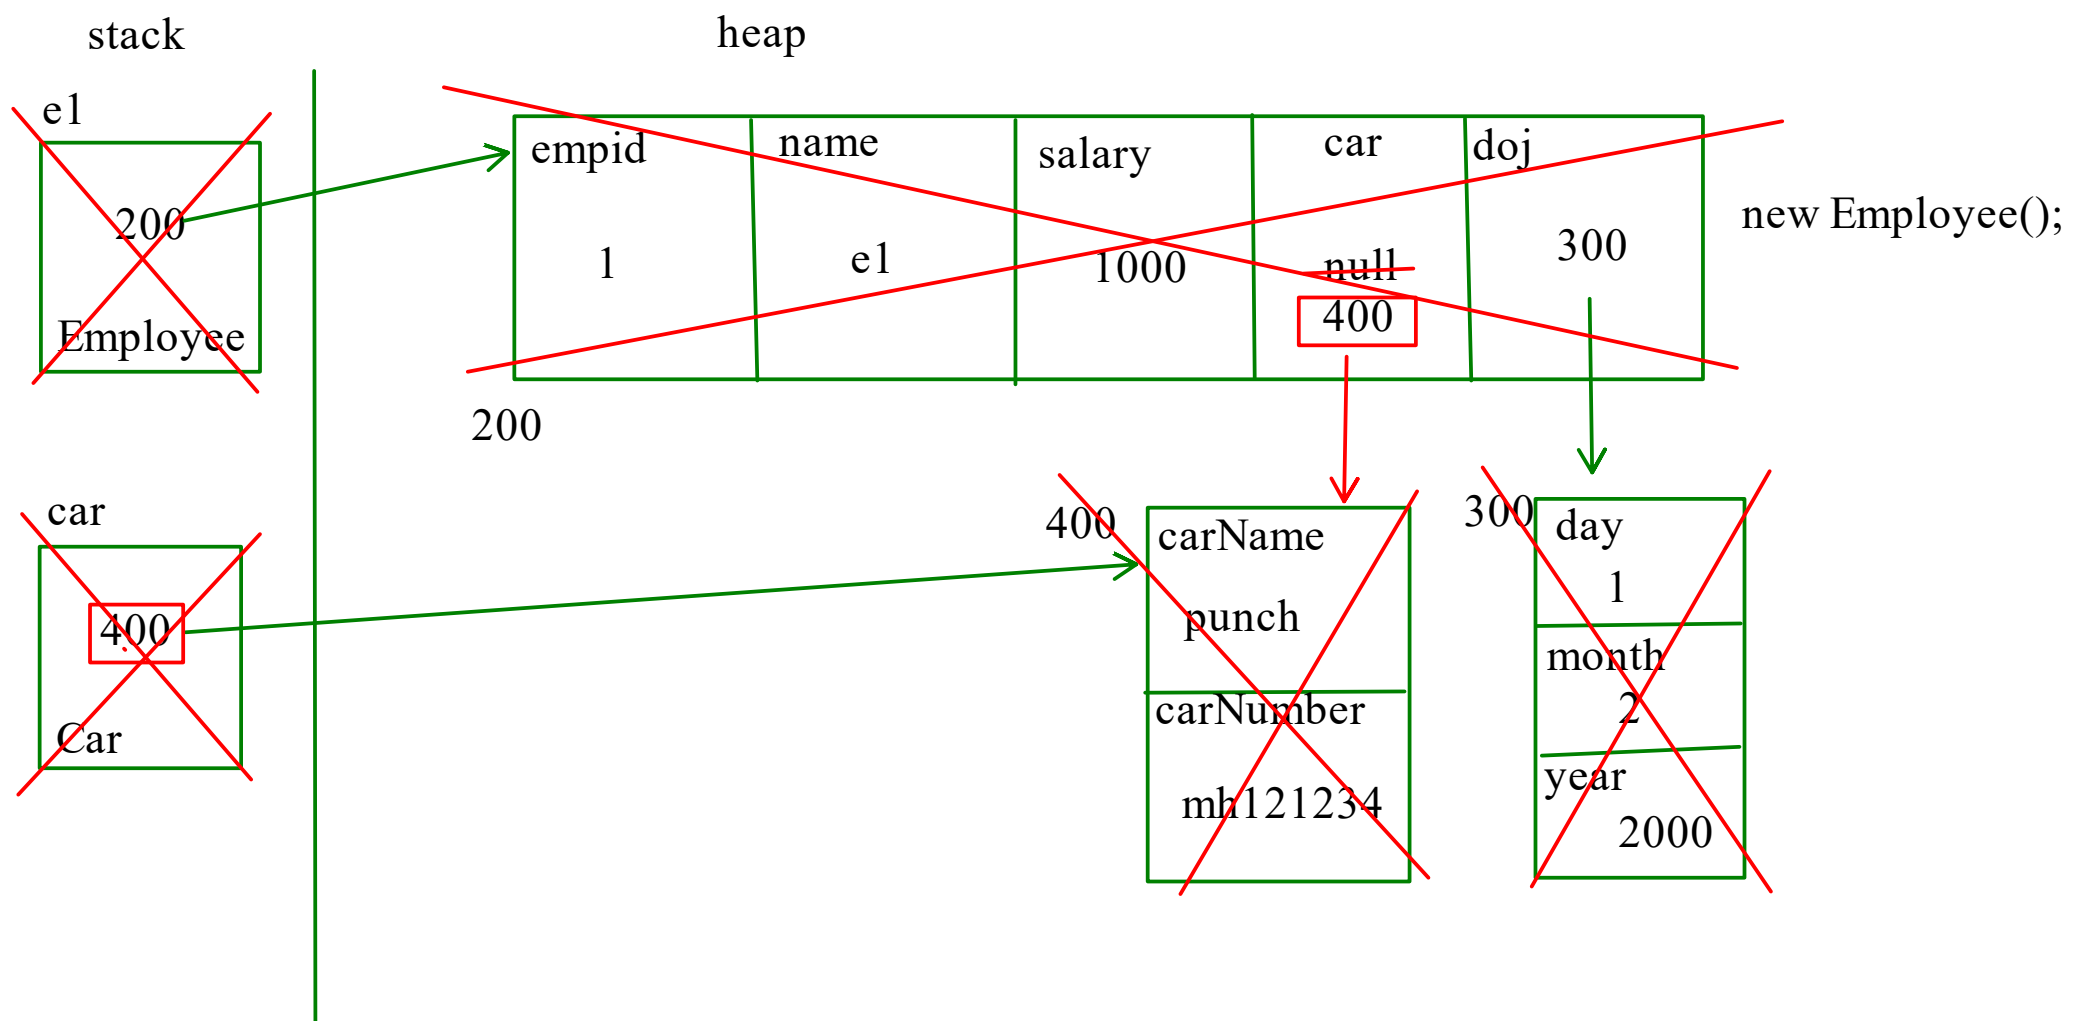 stack
heap
e1
200
Employee
empid
name
salary
car
doj
1
e1
1000
null
400
300
new Employee();
200
car
400
Car
400
carName
punch
carNumber
mh121234
300
day
1
month
2
year
2000